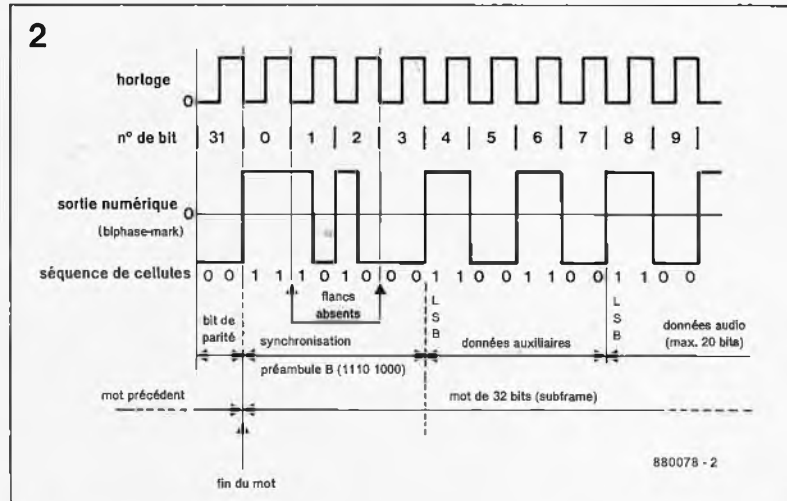 2
horloge
0
n° de bit | 31 | 0 | 1 | 2 | 3 | 4 | 5 | 6 | 7 | 8 | 9 |
sortie numérique
0
(biphase-mark)
séquence de cellules 0 0 1 1 1 0 1 0 0 0 1 1 0 0 1 1 0 0 1 1 0 0
flancs
absents
LSB
LSB
bit de
parité
synchronisation
préambule B (1110 1000)
données auxiliaires
données audio
(max. 20 bits)
mot précédent
mot de 32 bits (subframe)
fin du mot
880078 - 2